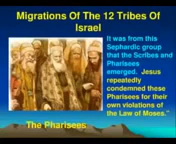 Migrations Of The 12 Tribes Of
Israel
It was from this
Sephardic group
that the Scribes and
Pharisees
emerged. Jesus
repeatedly
condemned these
Pharisees for their
own violations of
the Law of Moses."
The Pharisees